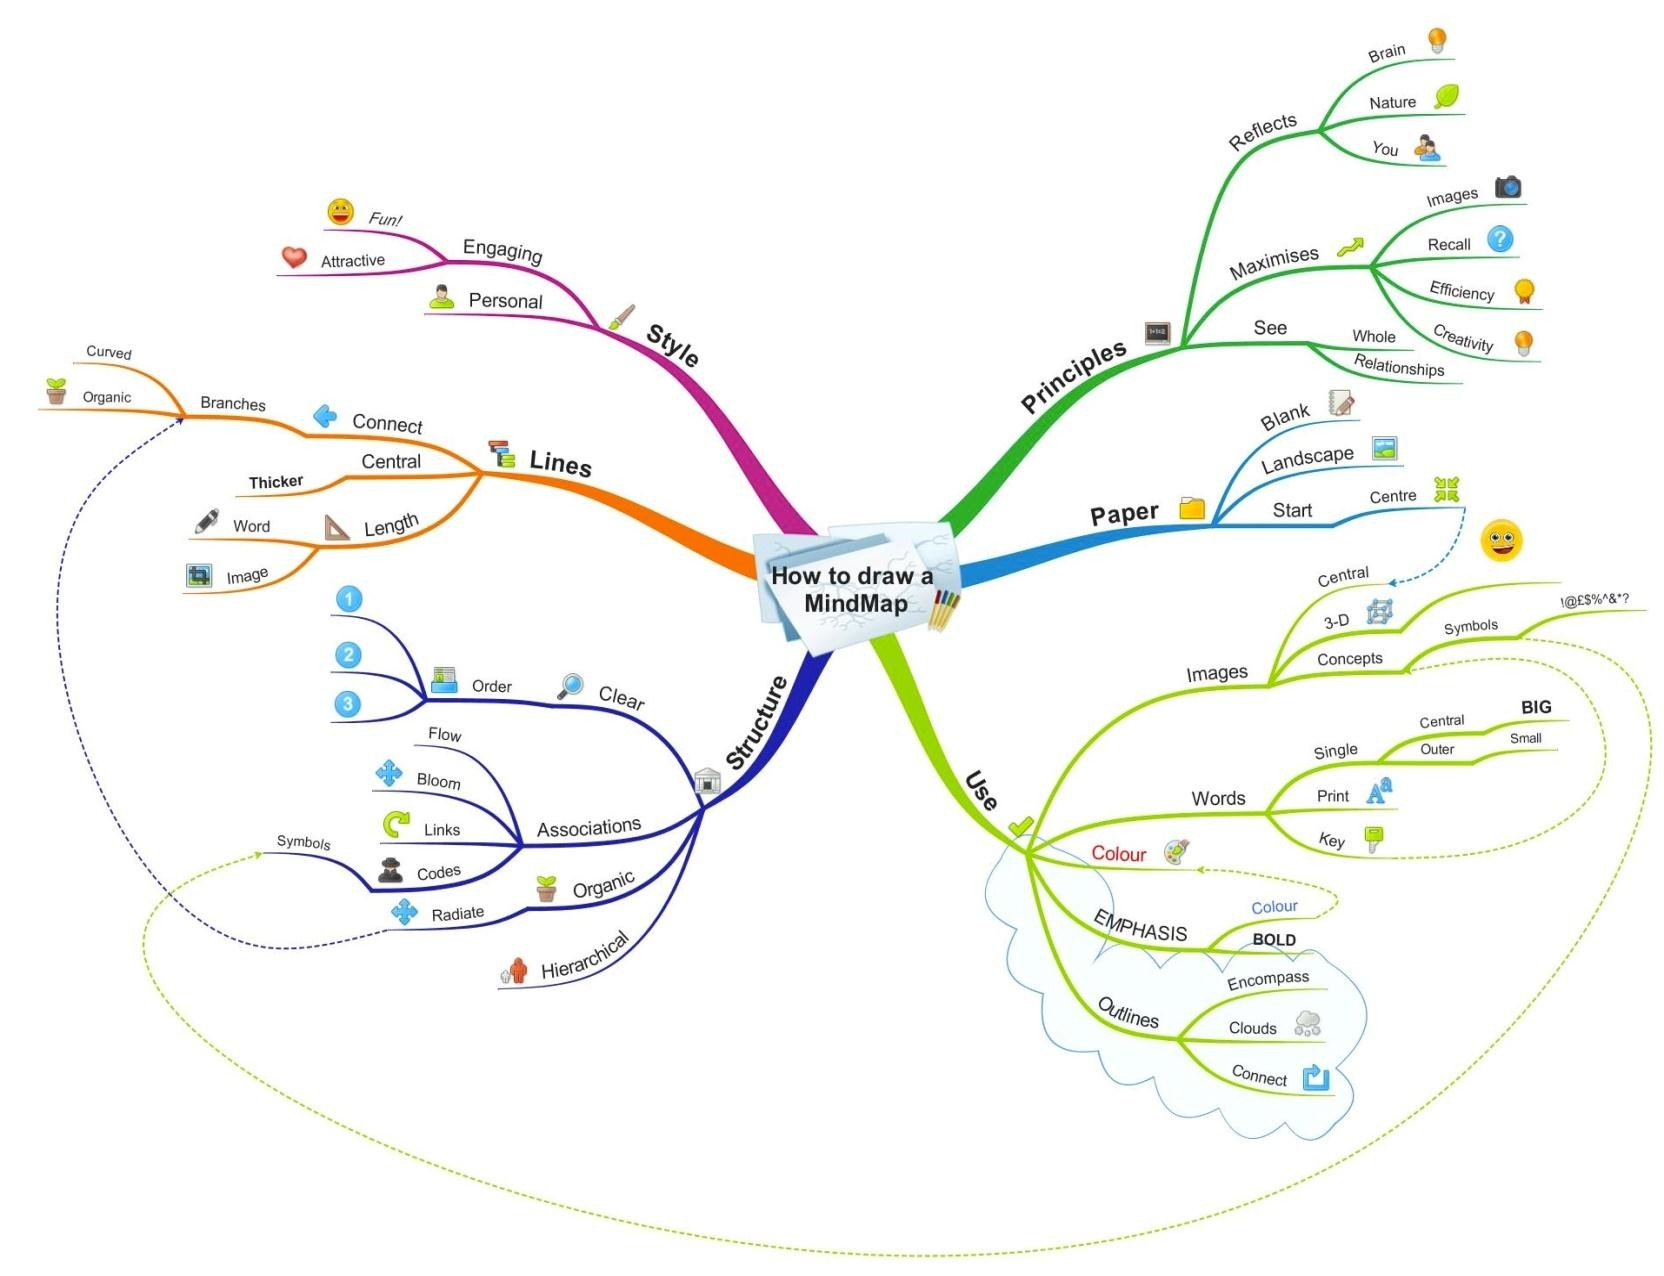 How to draw a
MindMap
Principles
Reflects
Brain
Nature
You
Maximises
Images
Recall
Efficiency
Creativity
See
Whole
Relationships
Paper
Blank
Landscape
Start
Centre
Use
Images
Central
3-D
Concepts
Symbols
!@£$%^&*?
Words
Single
Central
BIG
Outer
Small
Print
Aa
Key
Colour
EMPHASIS
Colour
BOLD
Outlines
Encompass
Clouds
Connect
Structure
Clear
Order
1
2
3
Associations
Flow
Bloom
Links
Codes
Symbols
Organic
Radiate
Hierarchical
Lines
Connect
Branches
Curved
Organic
Central
Thicker
Length
Word
Image
Style
Engaging
Fun!
Attractive
Personal
?